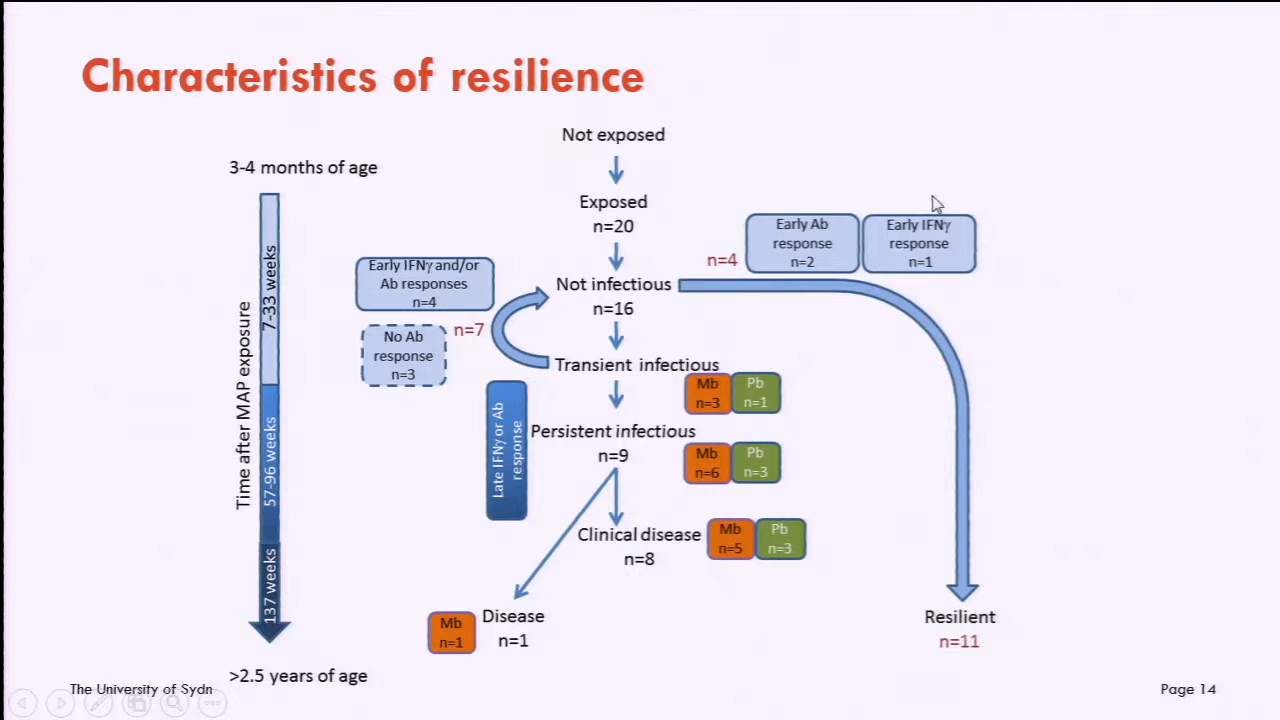 Characteristics of resilience
Not exposed
3-4 months of age
Exposed
n=20
Early Ab
response
n=2
Early IFNγ
response
n=1
n=4
Not infectious
n=16
Early IFNγ and/or
Ab responses
n=4
n=7
No Ab
response
n=3
Transient infectious
Mb
n=3
Pb
n=1
Late IFNγ or Ab
response
Persistent infectious
n=9
Mb
n=6
Pb
n=3
Clinical disease
n=8
Mb
n=5
Pb
n=3
Disease
n=1
Mb
n=1
Resilient
n=11
Time after MAP exposure
7-33 weeks
57-96 weeks
137 weeks
>2.5 years of age
The University of Sydn
Page 14